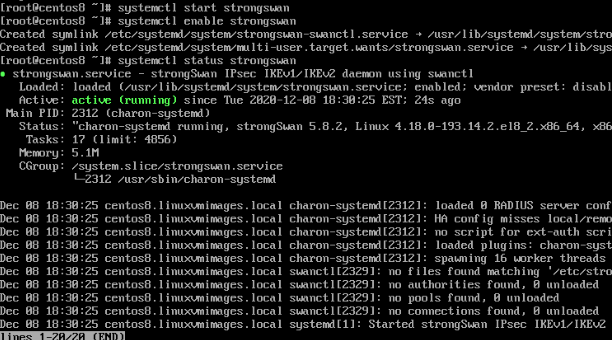 [root@centos8 ~]# systemctl start strongswan
[root@centos8 ~]# systemctl enable strongswan
Created symlink /etc/systemd/system/strongswan-swanctl.service → /usr/lib/systemd/system/stro
Created symlink /etc/systemd/system/multi-user.target.wants/strongswan.service → /usr/lib/sys
[root@centos8 ~]# systemctl status strongswan
● strongswan.service - strongSwan IPsec IKEv1/IKEv2 daemon using swanctl
Loaded: loaded (/usr/lib/systemd/system/strongswan.service; enabled; vendor preset: disabl
Active: active (running) since Tue 2020-12-08 18:30:25 EST; 24s ago
Main PID: 2312 (charon-systemd)
Status: "charon-systemd running, strongSwan 5.8.2, Linux 4.18.0-193.14.2.el8_2.x86_64, x86
Tasks: 17 (limit: 4856)
Memory: 5.1M
CGroup: /system.slice/strongswan.service
└─2312 /usr/sbin/charon-systemd
Dec 08 18:30:25 centos8.linuxvmimages.local charon-systemd[2312]: loaded 0 RADIUS server conf
Dec 08 18:30:25 centos8.linuxvmimages.local charon-systemd[2312]: HA config misses local/remo
Dec 08 18:30:25 centos8.linuxvmimages.local charon-systemd[2312]: no script for ext-auth scri
Dec 08 18:30:25 centos8.linuxvmimages.local charon-systemd[2312]: loaded plugins: charon-syst
Dec 08 18:30:25 centos8.linuxvmimages.local charon-systemd[2312]: spawning 16 worker threads
Dec 08 18:30:25 centos8.linuxvmimages.local swanctl[2329]: no files found matching '/etc/stro
Dec 08 18:30:25 centos8.linuxvmimages.local swanctl[2329]: no authorities found, 0 unloaded
Dec 08 18:30:25 centos8.linuxvmimages.local swanctl[2329]: no pools found, 0 unloaded
Dec 08 18:30:25 centos8.linuxvmimages.local swanctl[2329]: no connections found, 0 unloaded
Dec 08 18:30:25 centos8.linuxvmimages.local systemd[1]: Started strongSwan IPsec IKEv1/IKEv2
lines 1-20/20 (END)